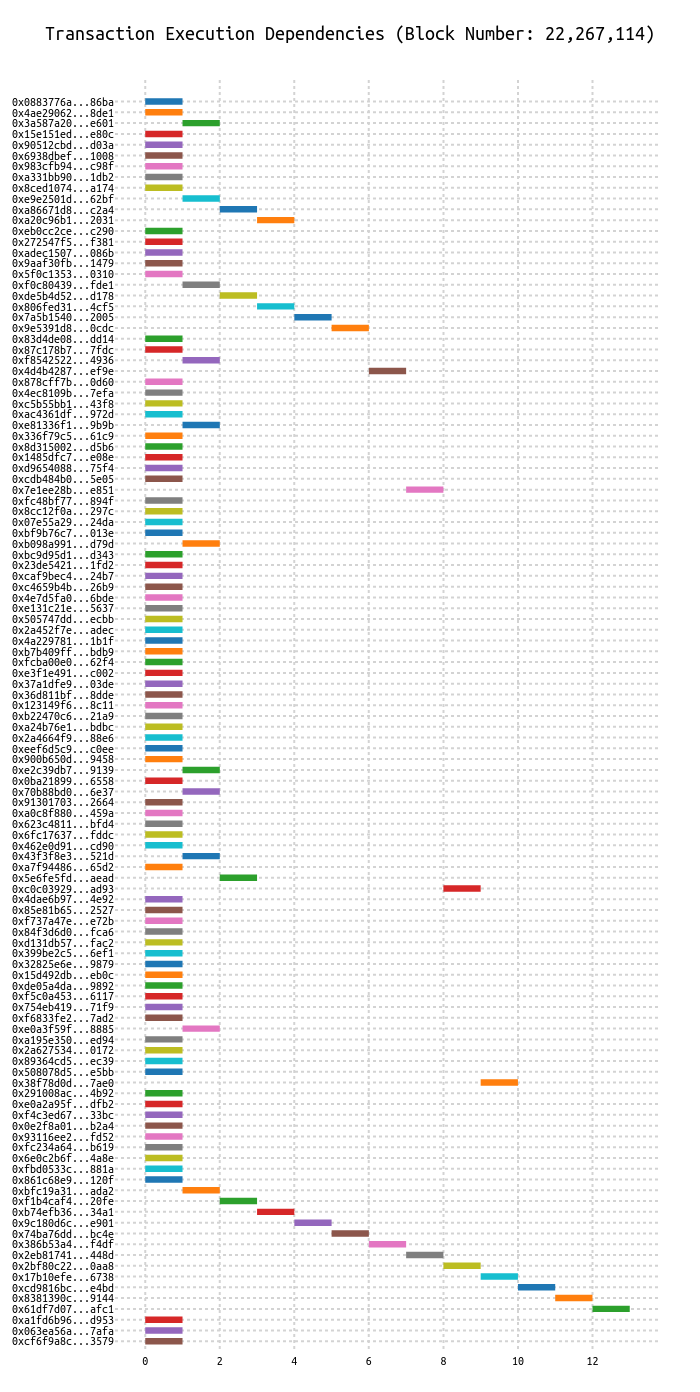 Transaction Execution Dependencies (Block Number: 22,267,114)
0x0883776a...86ba
0x4ae29062...8de1
0x3a587a20...e601
0x15e151ed...e80c
0x90512cbd...d03a
0x6938dbef...1008
0x983cfb94...c98f
0xa331bb90...1db2
0x8ced1074...a174
0xe9e2501d...62bf
0xa86671d8...c2a4
0xa20c96b1...2031
0xeb0cc2ce...c290
0x272547f5...f381
0xadec1507...086b
0x9aaf30fb...1479
0x5f0c1353...0310
0xf0c80439...fde1
0xde5b4d52...d178
0x806fed31...4cf5
0x7a5b1540...2005
0x9e5391d8...0cdc
0x83d4de08...dd14
0x87c178b7...7fdc
0xf8542522...4936
0x4d4b4287...ef9e
0x878cff7b...0d60
0x4ec8109b...7efa
0xc5b55bb1...43f8
0xac4361df...972d
0xe81336f1...9b9b
0x336f79c5...61c9
0x8d315002...d5b6
0x1485dfc7...e08e
0xd9654088...75f4
0xcdb484b0...5e05
0x7e1ee28b...e851
0xfc48bf77...894f
0x8cc12f0a...297c
0x07e55a29...24da
0xbf9b76c7...013e
0xb098a991...d79d
0xbc9d95d1...d343
0x23de5421...1fd2
0xcaf9bec4...24b7
0xc4659b4b...26b9
0x4e7d5fa0...6bde
0xe131c21e...5637
0x505747dd...ecbb
0x2a452f7e...adec
0x4a229781...1b1f
0xb7b409ff...bdb9
0xfcba00e0...62f4
0xe3f1e491...c002
0x37a1dfe9...03de
0x36d811bf...8dde
0x123149f6...8c11
0xb22470c6...21a9
0xa24b76e1...bdbc
0x2a4664f9...88e6
0xeef6d5c9...c0ee
0x900b650d...9458
0xe2c39db7...9139
0x0ba21899...6558
0x70b88bd0...6e37
0x91301703...2664
0xa0c8f880...459a
0x623c4811...bfd4
0x6fc17637...fddc
0x462e0d91...cd90
0x43f3f8e3...521d
0xa7f94486...65d2
0x5e6fe5fd...aead
0xc0c03929...ad93
0x4dae6b97...4e92
0x85e81b65...2527
0xf737a47e...e72b
0x84f3d6d0...fca6
0xd131db57...fac2
0x399be2c5...6ef1
0x32825e6e...9879
0x15d492db...eb0c
0xde05a4da...9892
0xf5c0a453...6117
0x754eb419...71f9
0xf6833fe2...7ad2
0xe0a3f59f...8885
0xa195e350...ed94
0x2a627534...0172
0x89364cd5...ec39
0x508078d5...e5bb
0x38f78d0d...7ae0
0x291008ac...4b92
0xe0a2a95f...dfb2
0xf4c3ed67...33bc
0x0e2f8a01...b2a4
0x93116ee2...fd52
0xfc234a64...b619
0x6e0c2b6f...4a8e
0xfbd0533c...881a
0x861c68e9...120f
0xbfc19a31...ada2
0xf1b4caf4...20fe
0xb74efb36...34a1
0x9c180d6c...e901
0x74ba76dd...bc4e
0x386b53a4...f4df
0x2eb81741...448d
0x2bf80c22...0aa8
0x17b10efe...6738
0xcd9816bc...e4bd
0x8381390c...9144
0x61df7d07...afc1
0xa1fd6b96...d953
0x063ea56a...7afa
0xcf6f9a8c...3579
0 2 4 6 8 10 12